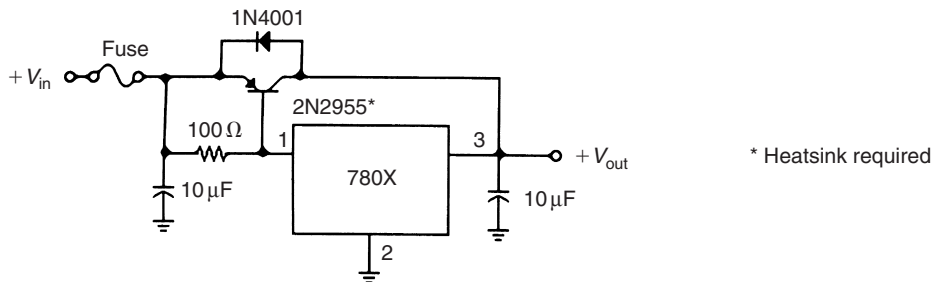 1N4001
Fuse
+ Vin
2N2955*
100 Ω
1
3
+ Vout
* Heatsink required
780X
10 μF
10 μF
2